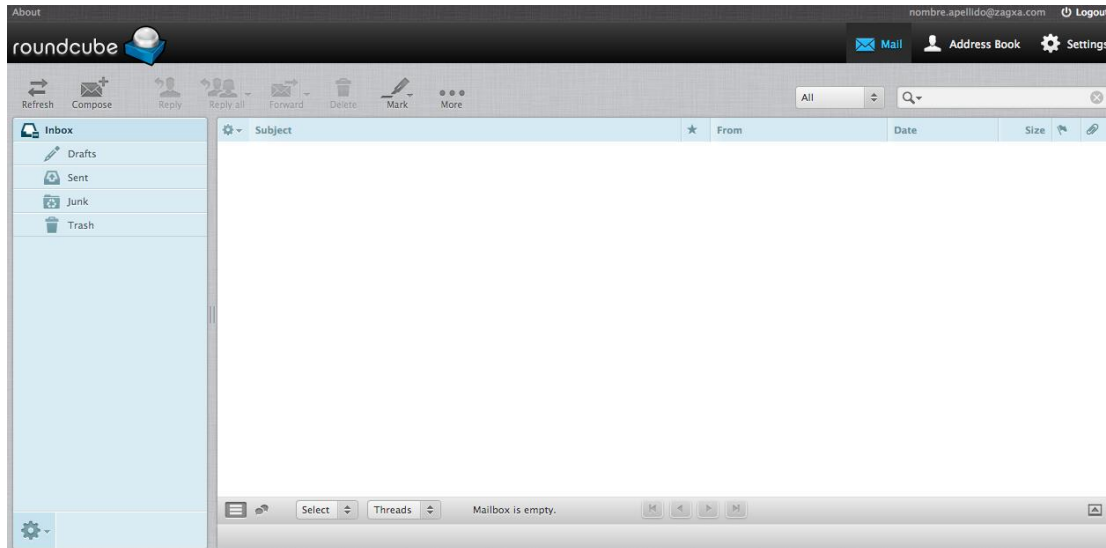 About nombre.apellido@zagxa.com Logout
roundcube Mail Address Book Settings
Refresh Compose Reply Reply all Forward Delete Mark More All
Inbox Subject From Date Size
Drafts
Sent
Junk
Trash
Select Threads Mailbox is empty.